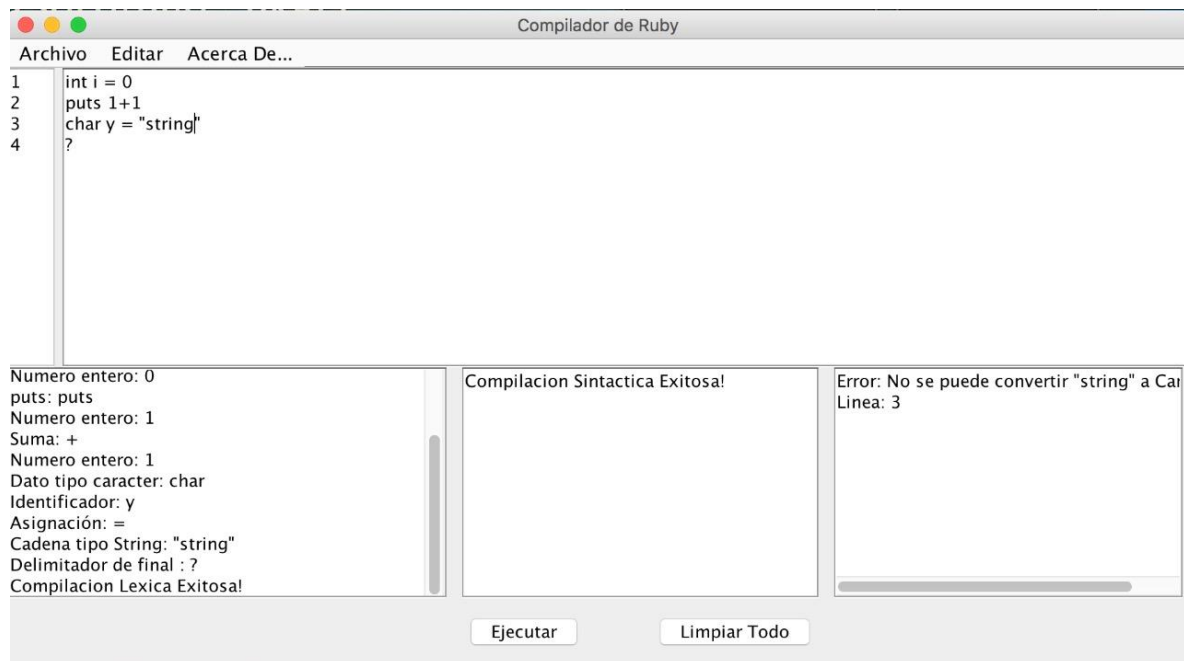 Compilador de Ruby
Archivo Editar Acerca De...
1 int i = 0
2 puts 1+1
3 char y = "string"
4 ?
Numero entero: 0
puts: puts
Numero entero: 1
Suma: +
Numero entero: 1
Dato tipo caracter: char
Identificador: y
Asignación: =
Cadena tipo String: "string"
Delimitador de final : ?
Compilacion Lexica Exitosa!
Compilacion Sintactica Exitosa!
Error: No se puede convertir "string" a
Linea: 3
Ejecutar Limpiar Todo